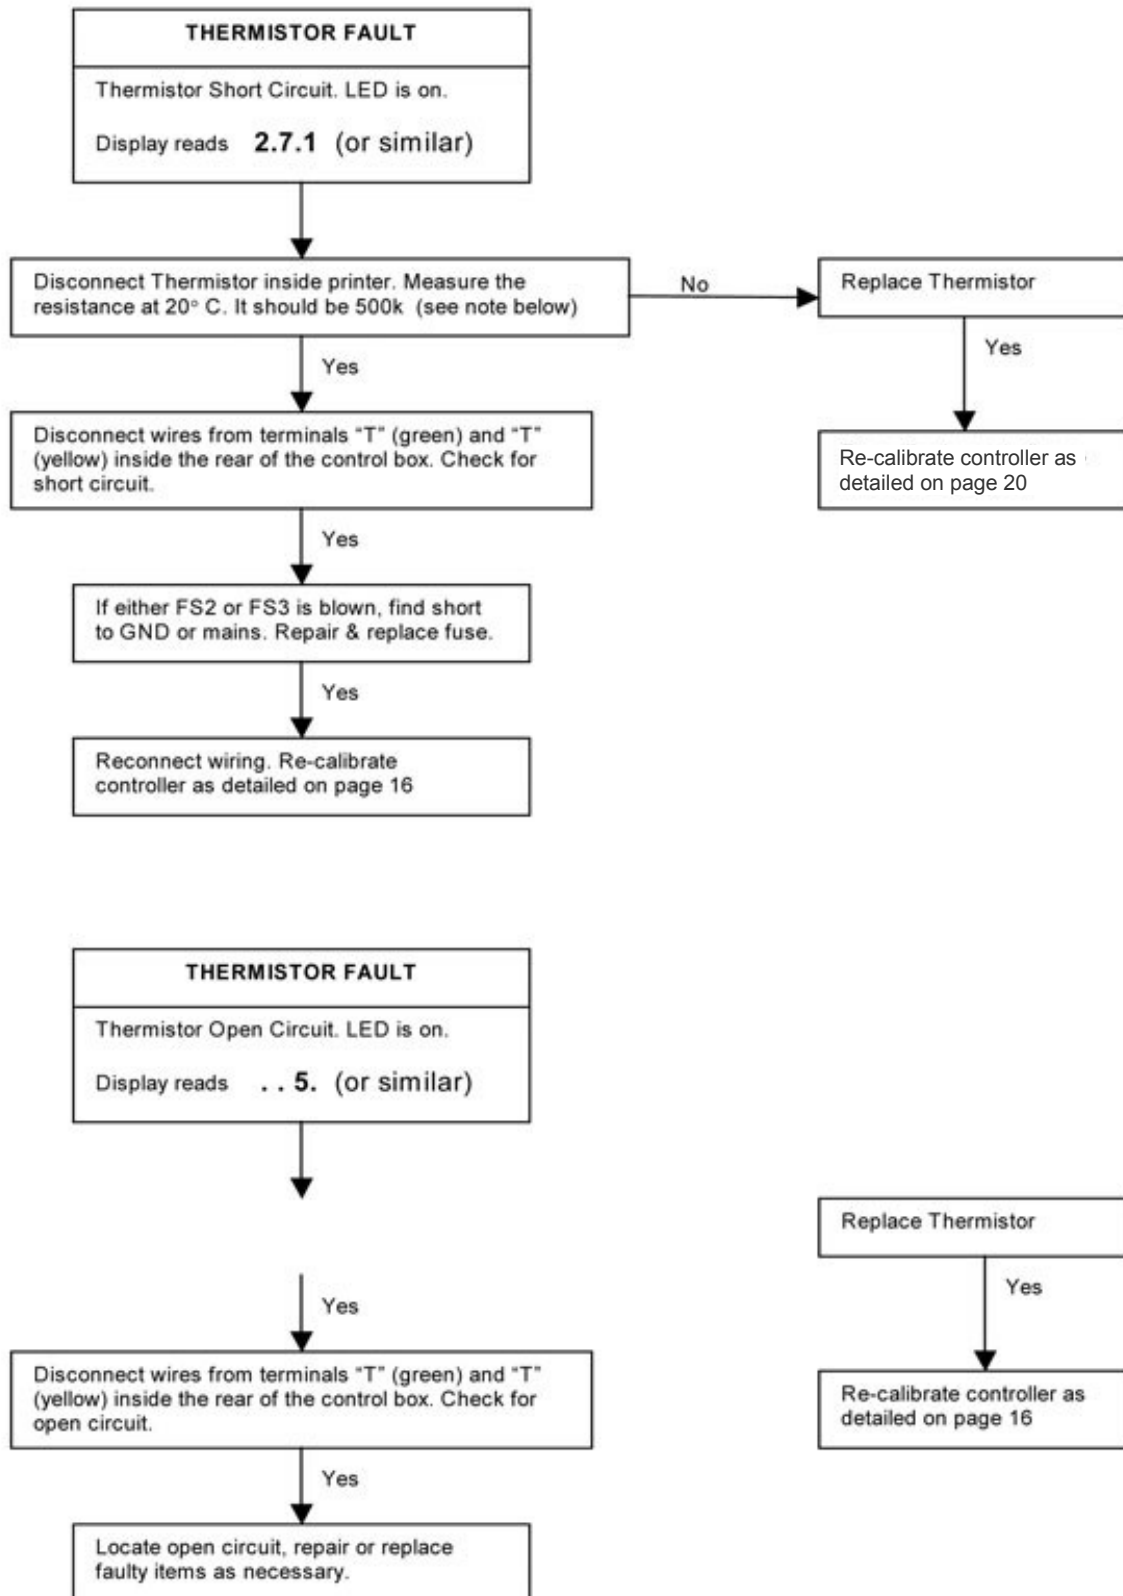 THERMISTOR FAULT
Thermistor Short Circuit. LED is on.
Display reads 2.7.1 (or similar)
Disconnect Thermistor inside printer. Measure the
resistance at 20° C. It should be 500k (see note below)
No
Replace Thermistor
Yes
Re-calibrate controller as
detailed on page 20
Yes
Disconnect wires from terminals “T” (green) and “T”
(yellow) inside the rear of the control box. Check for
short circuit.
Yes
If either FS2 or FS3 is blown, find short
to GND or mains. Repair & replace fuse.
Yes
Reconnect wiring. Re-calibrate
controller as detailed on page 16
THERMISTOR FAULT
Thermistor Open Circuit. LED is on.
Display reads . . 5. (or similar)
Replace Thermistor
Yes
Re-calibrate controller as
detailed on page 16
Yes
Disconnect wires from terminals “T” (green) and “T”
(yellow) inside the rear of the control box. Check for
open circuit.
Yes
Locate open circuit, repair or replace
faulty items as necessary.